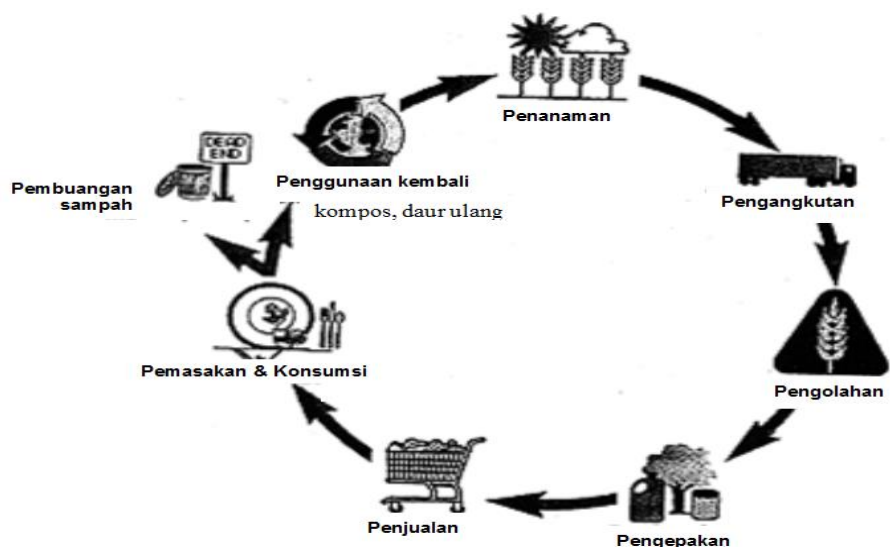 Penanaman
Pengangkutan
Pengolahan
Pengepakan
Penjualan
Pemasakan & Konsumsi
DEAD
END
Pembuangan
sampah
Penggunaan kembali
kompos, daur ulang